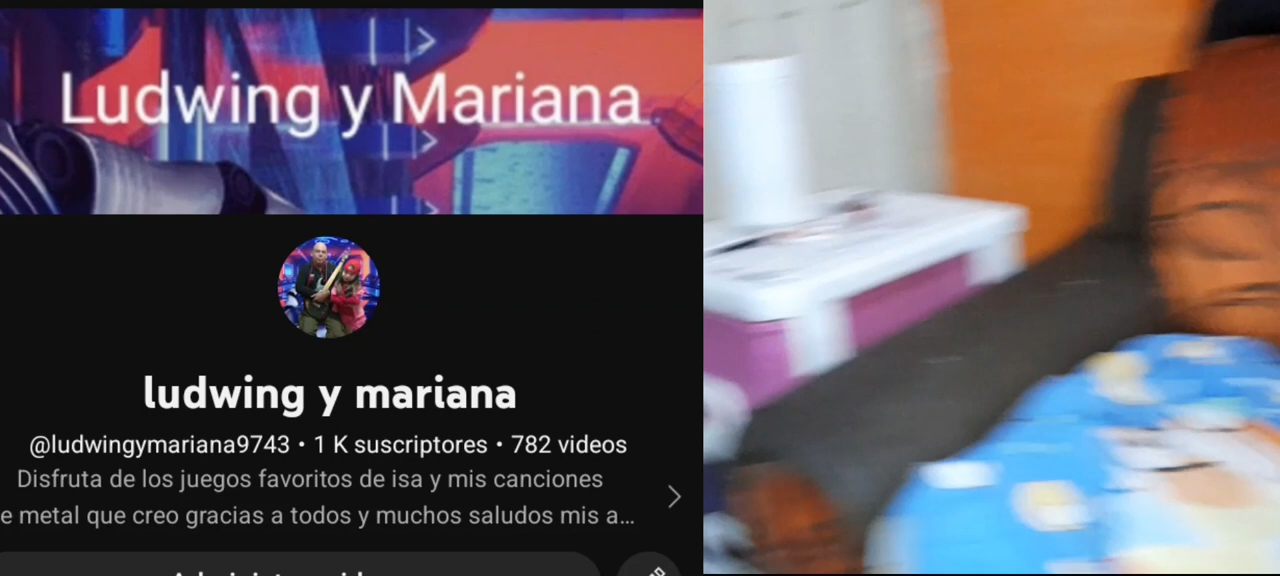 Ludwing y Mariana
ludwing y mariana
@ludwingymariana9743 • 1 K suscriptores • 782 videos
Disfruta de los juegos favoritos de isa y mis canciones
e metal que creo gracias a todos y muchos saludos mis a...